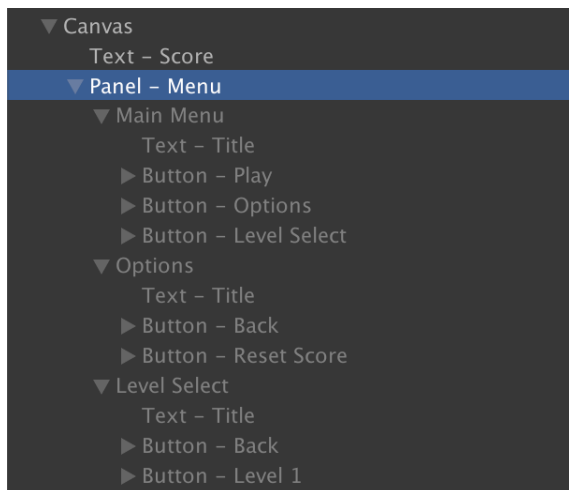 Canvas
Text – Score
Panel – Menu
Main Menu
Text – Title
Button – Play
Button – Options
Button – Level Select
Options
Text – Title
Button – Back
Button – Reset Score
Level Select
Text – Title
Button – Back
Button – Level 1